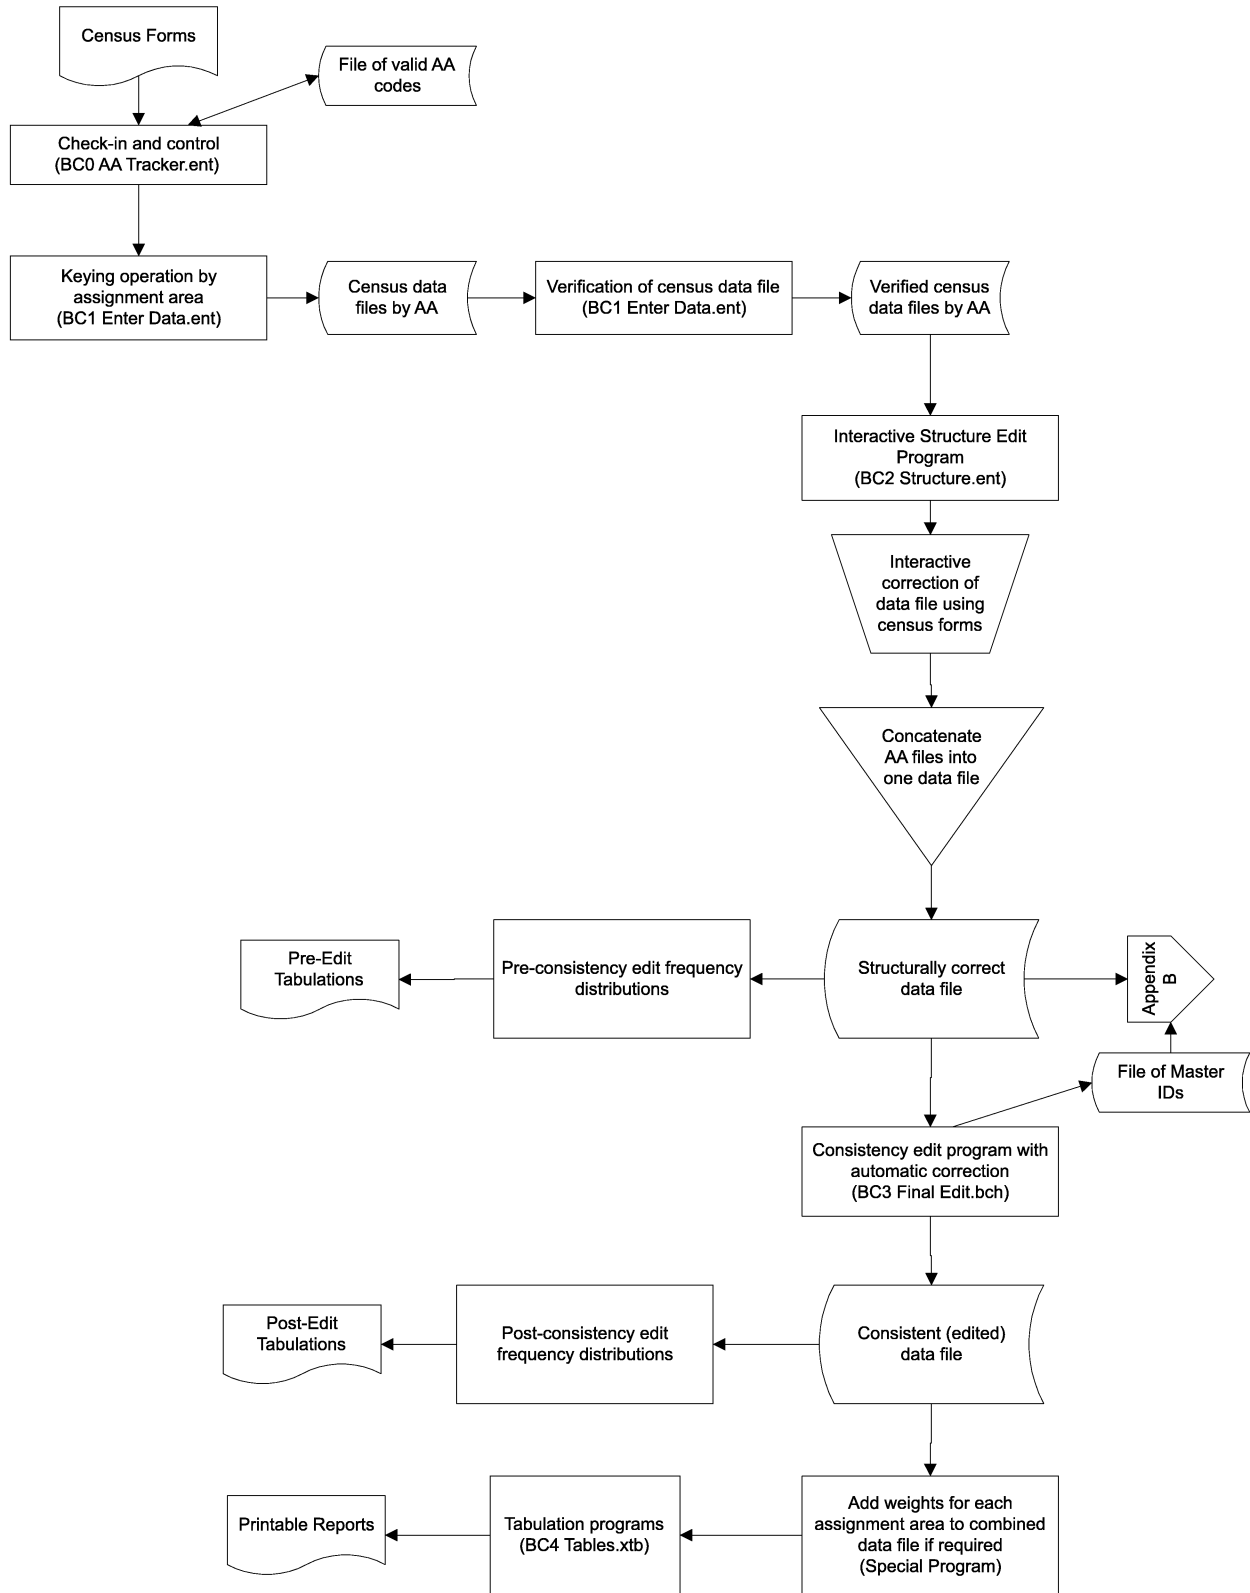 Census Forms
File of valid AA
codes
Check-in and control
(BC0 AA Tracker.ent)
Keying operation by
assignment area
(BC1 Enter Data.ent)
Census data
files by AA
Verification of census data file
(BC1 Enter Data.ent)
Verified census
data files by AA
Interactive Structure Edit
Program
(BC2 Structure.ent)
Interactive
correction of
data file using
census forms
Concatenate
AA files into
one data file
Pre-Edit
Tabulations
Pre-consistency edit frequency
distributions
Structurally correct
data file
Appendix
B
File of Master
IDs
Consistency edit program with
automatic correction
(BC3 Final Edit.bch)
Post-Edit
Tabulations
Post-consistency edit
frequency distributions
Consistent (edited)
data file
Printable Reports
Tabulation programs
(BC4 Tables.xtb)
Add weights for each
assignment area to combined
data file if required
(Special Program)